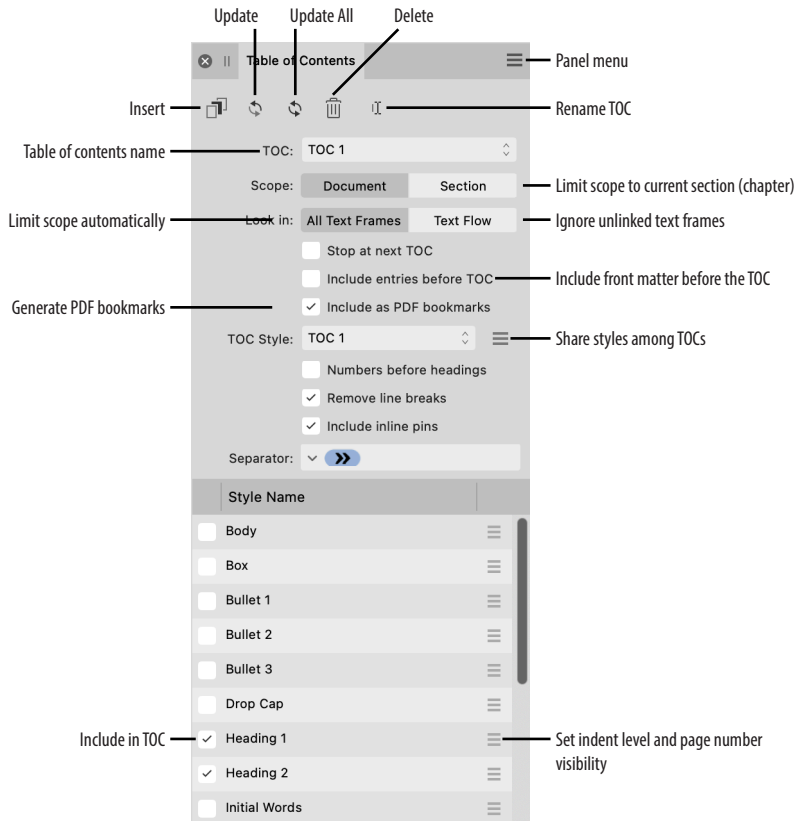 Update
Update All
Delete
Table of Contents
Panel menu
Insert
Rename TOC
Table of contents name
TOC:
TOC 1
Scope:
Document
Section
Limit scope to current section (chapter)
Limit scope automatically
Look in:
All Text Frames
Text Flow
Ignore unlinked text frames
Stop at next TOC
Include entries before TOC
Include front matter before the TOC
Generate PDF bookmarks
Include as PDF bookmarks
TOC Style:
TOC 1
Share styles among TOCs
Numbers before headings
Remove line breaks
Include inline pins
Separator:
Style Name
Body
Box
Bullet 1
Bullet 2
Bullet 3
Drop Cap
Include in TOC
Heading 1
Set indent level and page number
visibility
Heading 2
Initial Words